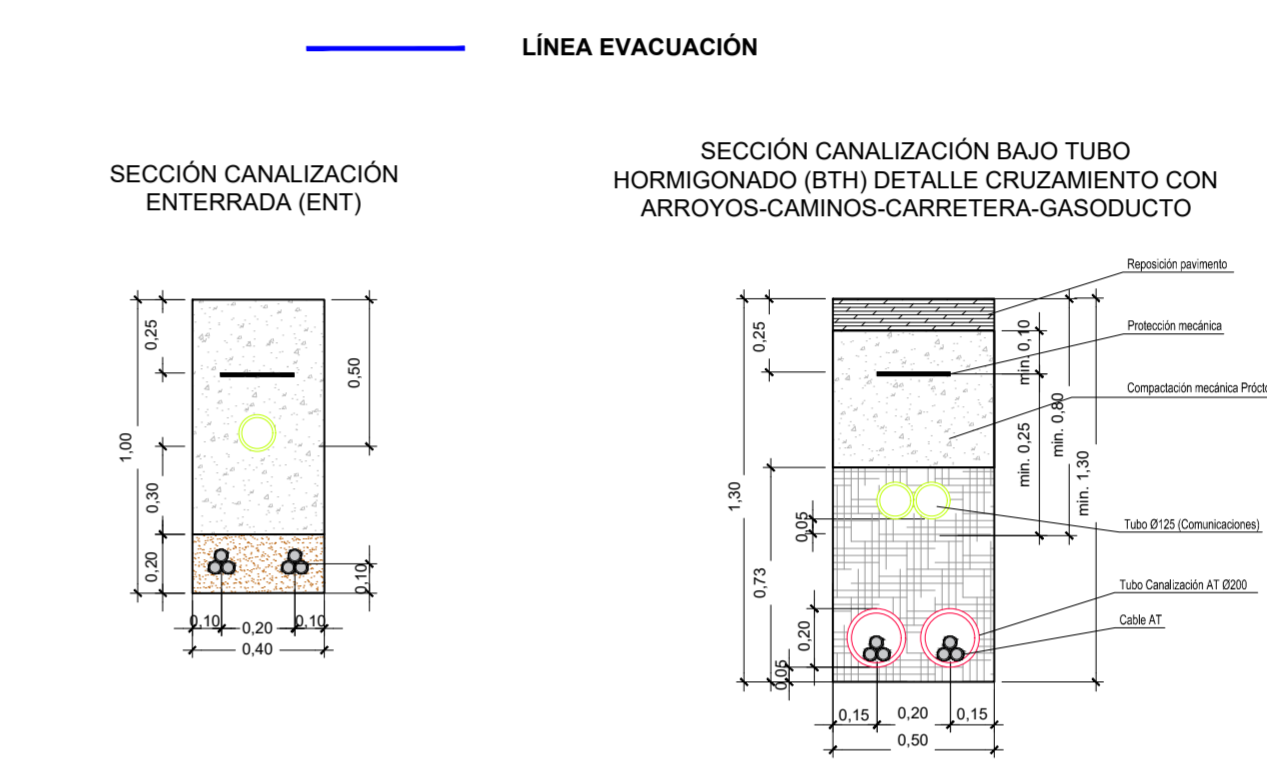 LÍNEA EVACUACIÓN
SECCIÓN CANALIZACIÓN
ENTERRADA (ENT)
SECCIÓN CANALIZACIÓN BAJO TUBO
HORMIGONADO (BTH) DETALLE CRUZAMIENTO CON
ARROYOS-CAMINOS-CARRETERA-GASODUCTO
0,25
0,50
1,00
0,30
0,20
0,10
0,10
0,20
0,10
0,40
Reposición pavimento
Protección mecánica
Compactación mecánica Prócto
Tubo Ø125 (Comunicaciones)
Tubo Canalización AT Ø200
Cable AT
0,25
min. 0,10
min. 0,80
min. 0,25
min. 1,30
1,30
0,05
0,73
0,20
0,05
0,15
0,20
0,15
0,50